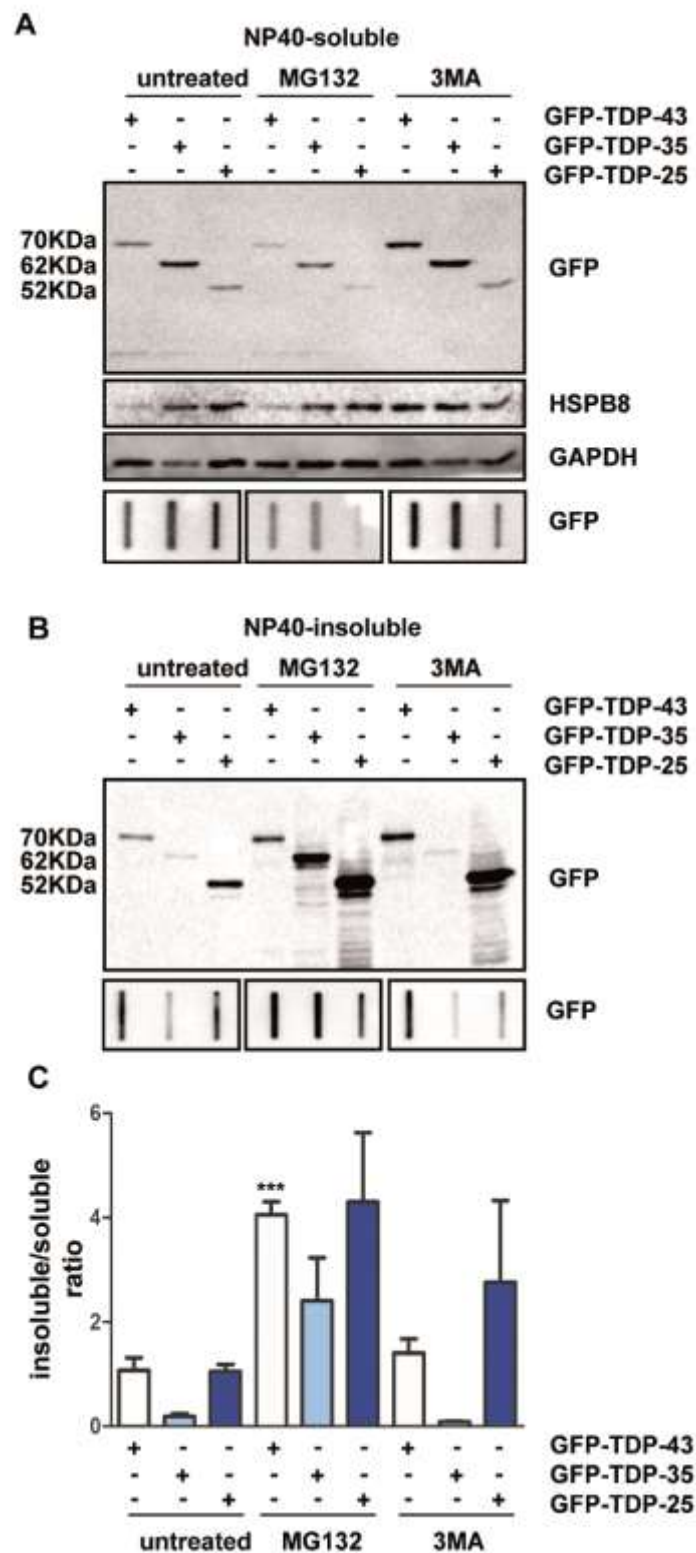 A
NP40-soluble
untreated MG132 3MA
+ - - + - - + - - GFP-TDP-43
- + - - + - - + - GFP-TDP-35
- - + - - + - - + GFP-TDP-25
70KDa
62KDa
52KDa
GFP
HSPB8
GAPDH
GFP
B
NP40-insoluble
untreated MG132 3MA
+ - - + - - + - - GFP-TDP-43
- + - - + - - + - GFP-TDP-35
- - + - - + - - + GFP-TDP-25
70KDa
62KDa
52KDa
GFP
GFP
C
insoluble/soluble
ratio
6
4
2
0
***
+ - - + - - + - - GFP-TDP-43
- + - - + - - + - GFP-TDP-35
- - + - - + - - + GFP-TDP-25
untreated MG132 3MA